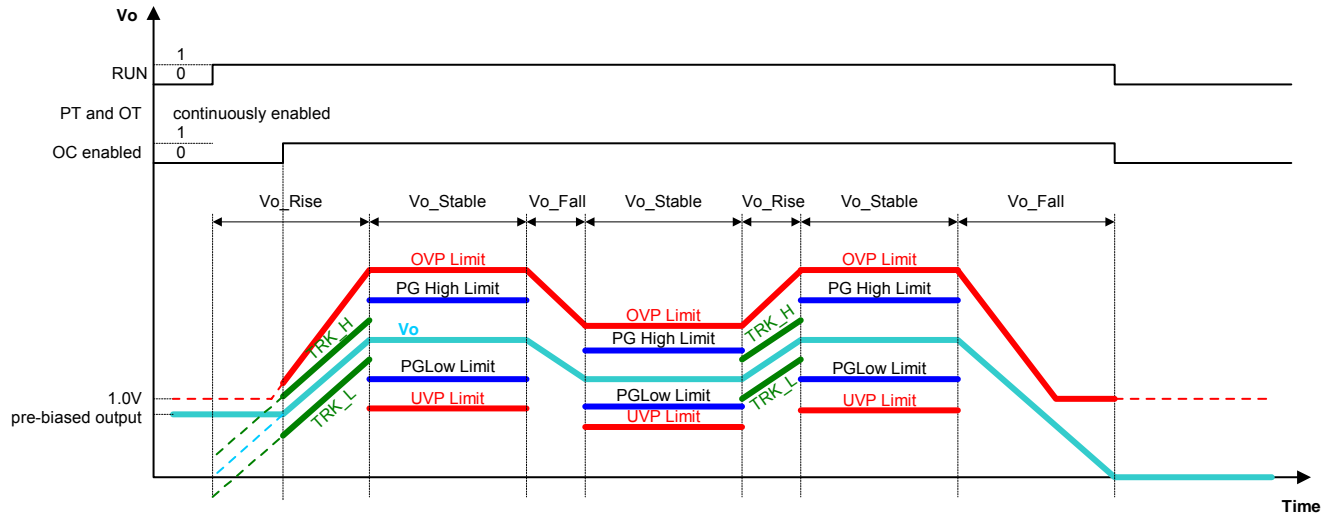 Vo
1
RUN 0
PT and OT continuously enabled
1
OC enabled 0
Vo_Rise Vo_Stable Vo_Fall Vo_Stable Vo_Rise Vo_Stable Vo_Fall
OVP Limit OVP Limit
PG High Limit PG High Limit
OVP Limit
TRK_H Vo TRK_H
PG High Limit
PGLow Limit PGLow Limit
TRK_L TRK_L
1.0V
PGLow Limit
UVP Limit UVP Limit
pre-biased output
UVP Limit
Time